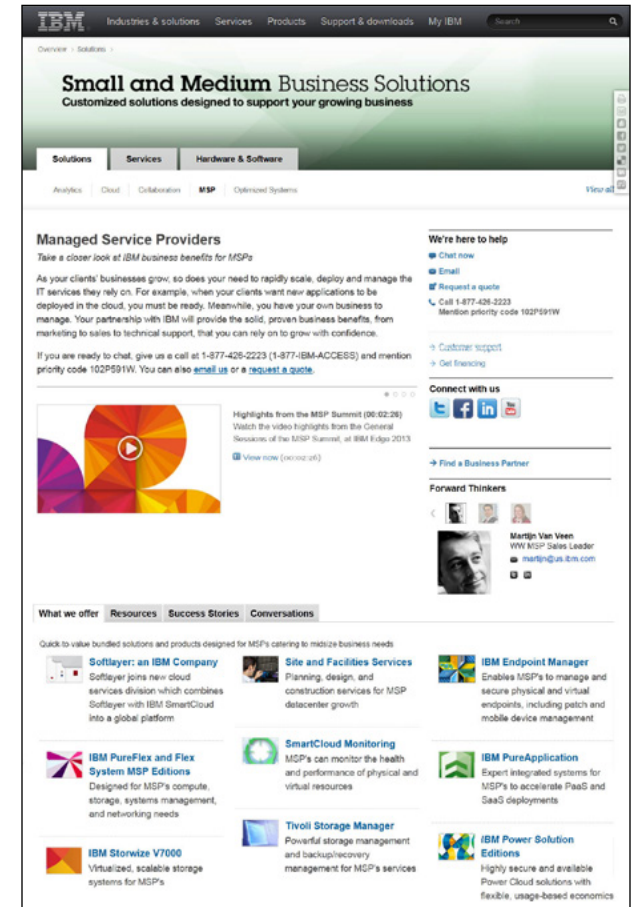 IBM
Industries & solutions Services Products Support & downloads My IBM Search
Overview > Solutions >
Small and Medium Business Solutions
Customized solutions designed to support your growing business
Solutions Services Hardware & Software
Analytics Cloud Collaboration MSP Optimized Systems View all
Managed Service Providers
Take a closer look at IBM business benefits for MSPs
As your clients' businesses grow, so does your need to rapidly scale, deploy and manage the
IT services they rely on. For example, when your clients want new applications to be
deployed in the cloud, you must be ready. Meanwhile, you have your own business to
manage. Your partnership with IBM will provide the solid, proven business benefits, from
marketing to sales to technical support, that you can rely on to grow with confidence.
If you are ready to chat, give us a call at 1-877-426-2223 (1-877-IBM-ACCESS) and mention
priority code 102P591W. You can also email us or a request a quote.
Highlights from the MSP Summit (00:02:26)
Watch the video highlights from the General
Sessions of the MSP Summit, at IBM Edge 2013
View now (00:02:26)
We're here to help
Chat now
Email
Request a quote
Call 1-877-426-2223
Mention priority code 102P591W
Customer support
Get financing
Connect with us
You Tube
Find a Business Partner
Forward Thinkers
Martijn Van Veen
WW MSP Sales Leader
martijn@us.ibm.com
What we offer Resources Success Stories Conversations
Quick to value bundled solutions and products designed for MSP's catering to midsize business needs
Softlayer: an IBM Company
Softlayer joins new cloud
services division which combines
Softlayer with IBM SmartCloud
into a global platform
IBM PureFlex and Flex
System MSP Editions
Designed for MSP's compute,
storage, systems management,
and networking needs
IBM Storwize V7000
Virtualized, scalable storage
systems for MSP's
Site and Facilities Services
Planning, design, and
construction services for MSP
datacenter growth
SmartCloud Monitoring
MSP's can monitor the health
and performance of physical and
virtual resources
Tivoli Storage Manager
Powerful storage management
and backup/recovery
management for MSP's services
IBM Endpoint Manager
Enables MSP's to manage and
secure physical and virtual
endpoints, including patch and
mobile device management
IBM PureApplication
Expert integrated systems for
MSP's to accelerate PaaS and
SaaS deployments
IBM Power Solution
Editions
Highly secure and available
Power Cloud solutions with
flexible, usage-based economics